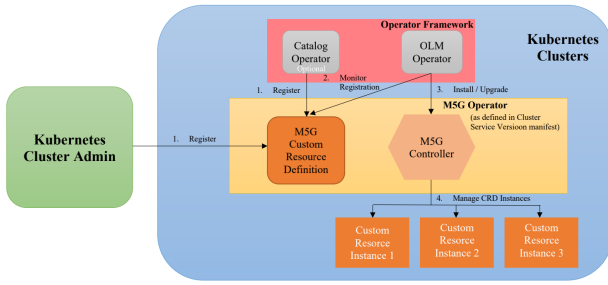 Operator Framework
Kubernetes
Clusters
Catalog
Operator
Optional
OLM
Operator
1. Register
2. Monitor
Registration
3. Install / Upgrade
M5G Operator
(as defined in Cluster
Service Versioon manifest)
Kubernetes
Cluster Admin
1. Register
M5G
Custom
Resource
Definition
M5G
Controller
4. Manage CRD Instances
Custom
Resorce
Instance 1
Custom
Resorce
Instance 2
Custom
Resorce
Instance 3